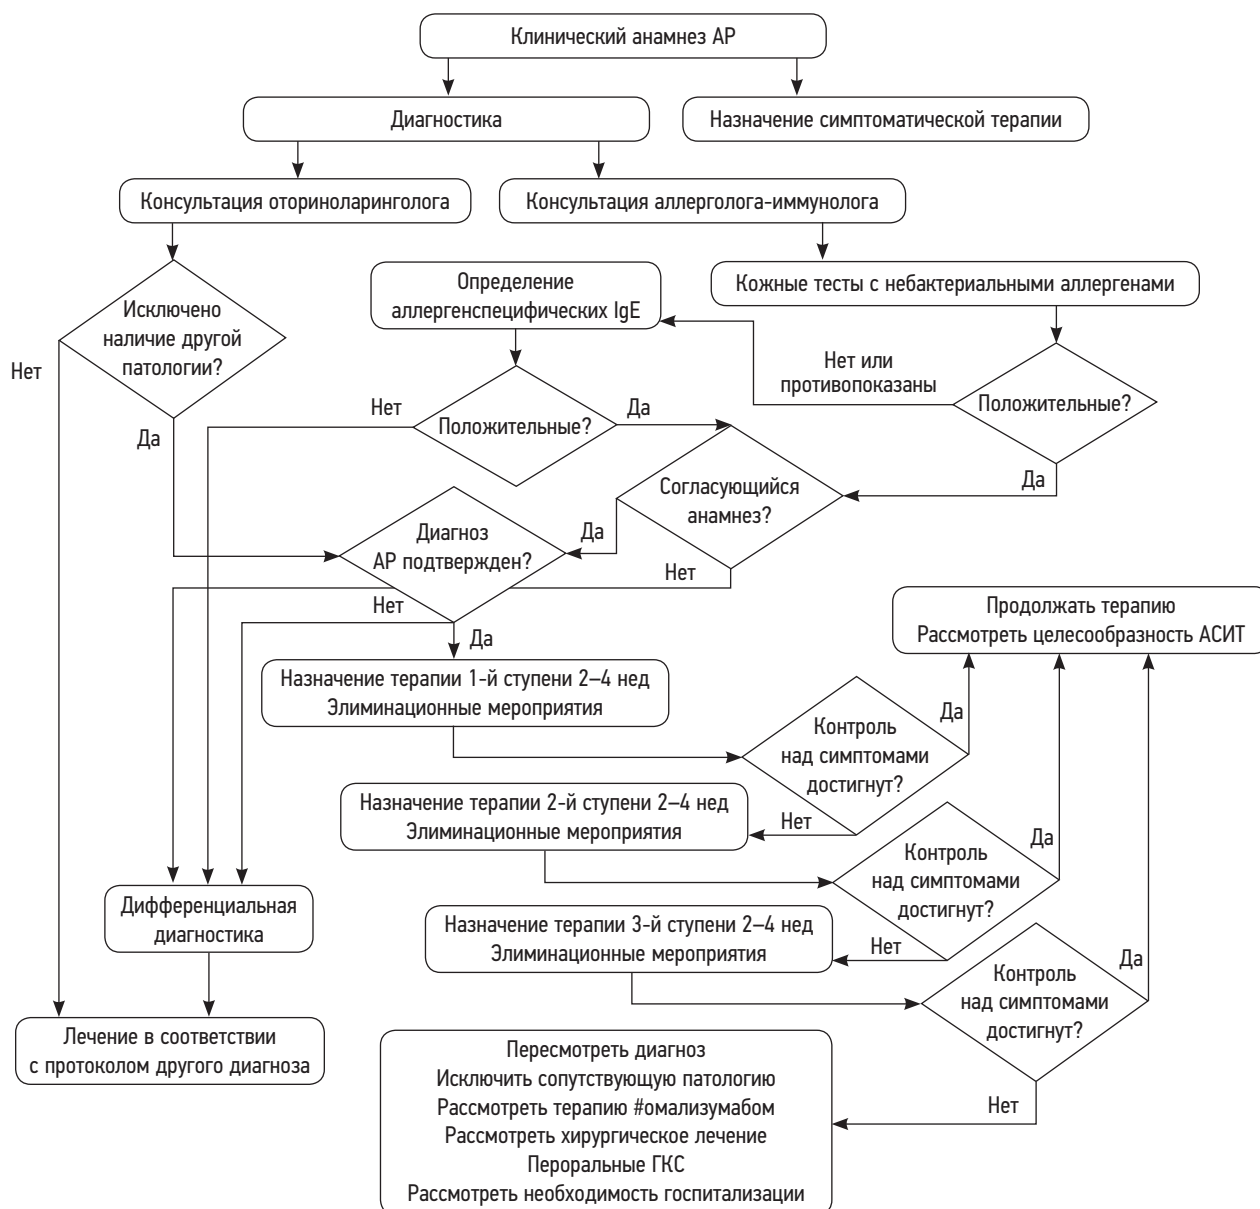 Клинический анамнез АР
Диагностика
Назначение симптоматической терапии
Консультация оториноларинголога
Консультация аллерголога-иммунолога
Определение
аллергенспецифических IgE
Кожные тесты с небактериальными аллергенами
Исключено
наличие другой
патологии?
Нет
Нет или
противопоказаны
Положительные?
Нет
Да
Положительные?
Да
Да
Согласующийся
анамнез?
Да
Диагноз
АР подтвержден?
Нет
Нет
Да
Продолжать терапию
Рассмотреть целесообразность АСИТ
Назначение терапии 1-й ступени 2–4 нед
Элиминационные мероприятия
Контроль
над симптомами
достигнут?
Да
Назначение терапии 2-й ступени 2–4 нед
Элиминационные мероприятия
Нет
Контроль
над симптомами
достигнут?
Да
Дифференциальная
диагностика
Назначение терапии 3-й ступени 2–4 нед
Элиминационные мероприятия
Нет
Контроль
над симптомами
достигнут?
Да
Лечение в соответствии
с протоколом другого диагноза
Пересмотреть диагноз
Исключить сопутствующую патологию
Рассмотреть терапию #омализумабом
Рассмотреть хирургическое лечение
Пероральные ГКС
Рассмотреть необходимость госпитализации
Нет